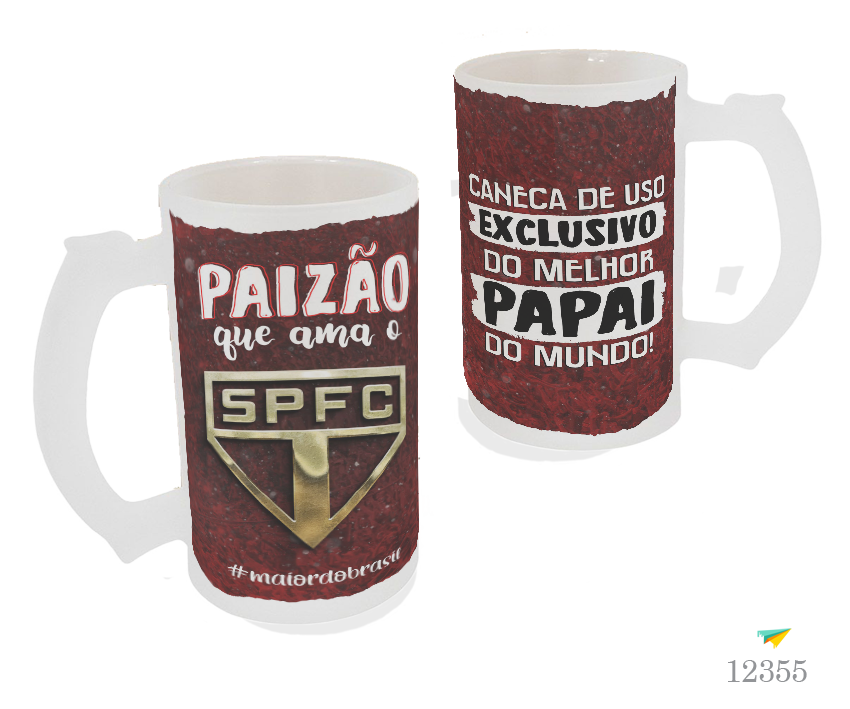 PAIZÃO
que ama o
SPFC
#maiordobrasil
CANECA DE USO
EXCLUSIVO
DO MELHOR
PAPAI
DO MUNDO!
12355